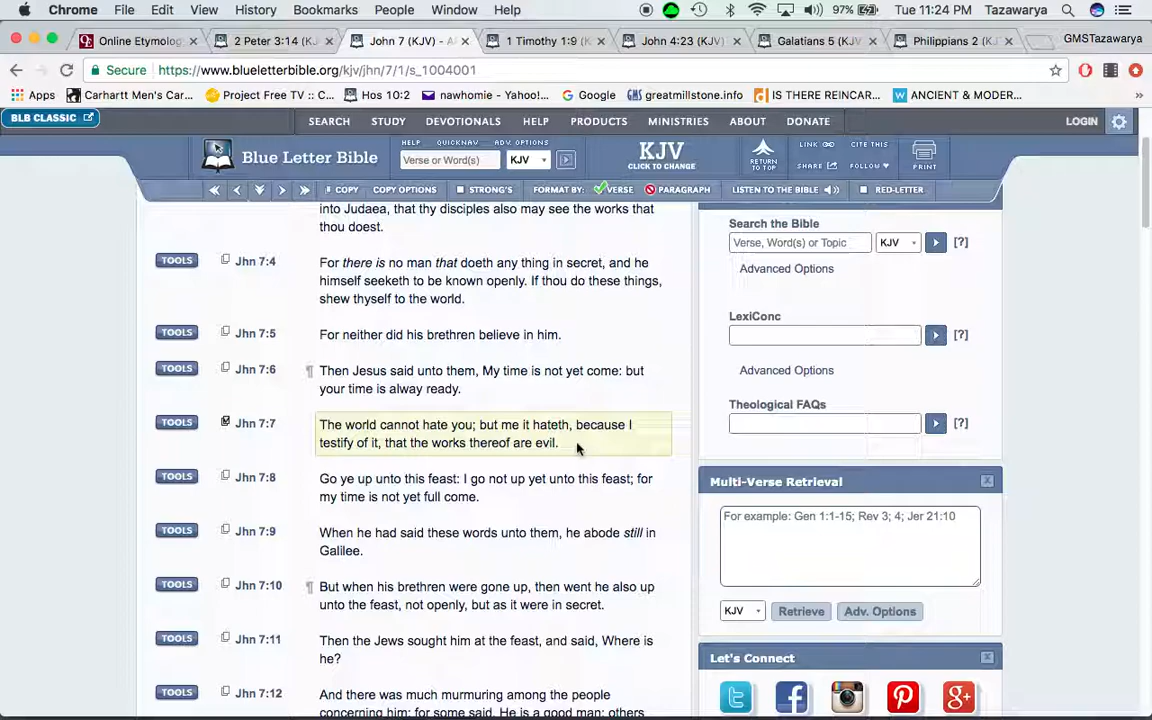 Chrome File Edit View History Bookmarks People Window Help 97% Tue 11:24 PM Tazawarya
Online Etymolo 2 Peter 3:14 (KJV) John 7 (KJV) - 1 Timothy 1:9 (K John 4:23 (KJV) Galatians 5 (KJV Philippians 2 (K GMSTazawarya
Secure https://www.blueletterbible.org/kjv/jhn/7/1/s_1004001
Apps Carhartt Men's Car... Project Free TV :: C... Hos 10:2 nawhomie - Yahoo!... Google GMS greatmillstone.info IS THERE REINCAR... ANCIENT & MODER... »
BLB CLASSIC SEARCH STUDY DEVOTIONALS HELP PRODUCTS MINISTRIES ABOUT DONATE LOGIN
HELP QUICKNAV ADV. OPTIONS
Blue Letter Bible Verse or Word(s) KJV
KJV
CLICK TO CHANGE
RETURN
TO TOP
LINK CITE THIS
SHARE FOLLOW
PRINT
COPY COPY OPTIONS STRONG'S FORMAT BY: VERSE PARAGRAPH LISTEN TO THE BIBLE RED-LETTER
into Judaea, that thy disciples also may see the works that
thou doest.
TOOLS Jhn 7:4 For there is no man that doeth any thing in secret, and he
himself seeketh to be known openly. If thou do these things,
shew thyself to the world.
TOOLS Jhn 7:5 For neither did his brethren believe in him.
TOOLS Jhn 7:6 ¶ Then Jesus said unto them, My time is not yet come: but
your time is alway ready.
TOOLS Jhn 7:7 The world cannot hate you; but me it hateth, because I
testify of it, that the works thereof are evil.
TOOLS Jhn 7:8 Go ye up unto this feast: I go not up yet unto this feast; for
my time is not yet full come.
TOOLS Jhn 7:9 When he had said these words unto them, he abode still in
Galilee.
TOOLS Jhn 7:10 ¶ But when his brethren were gone up, then went he also up
unto the feast, not openly, but as it were in secret.
TOOLS Jhn 7:11 Then the Jews sought him at the feast, and said, Where is
he?
TOOLS Jhn 7:12 And there was much murmuring among the people
concerning him: for some said, He is a good man: others
Search the Bible
Verse, Word(s) or Topic KJV [?]
Advanced Options
LexiConc
[?]
Advanced Options
Theological FAQs
[?]
Multi-Verse Retrieval
For example: Gen 1:1-15; Rev 3; 4; Jer 21:10
KJV Retrieve Adv. Options
Let's Connect